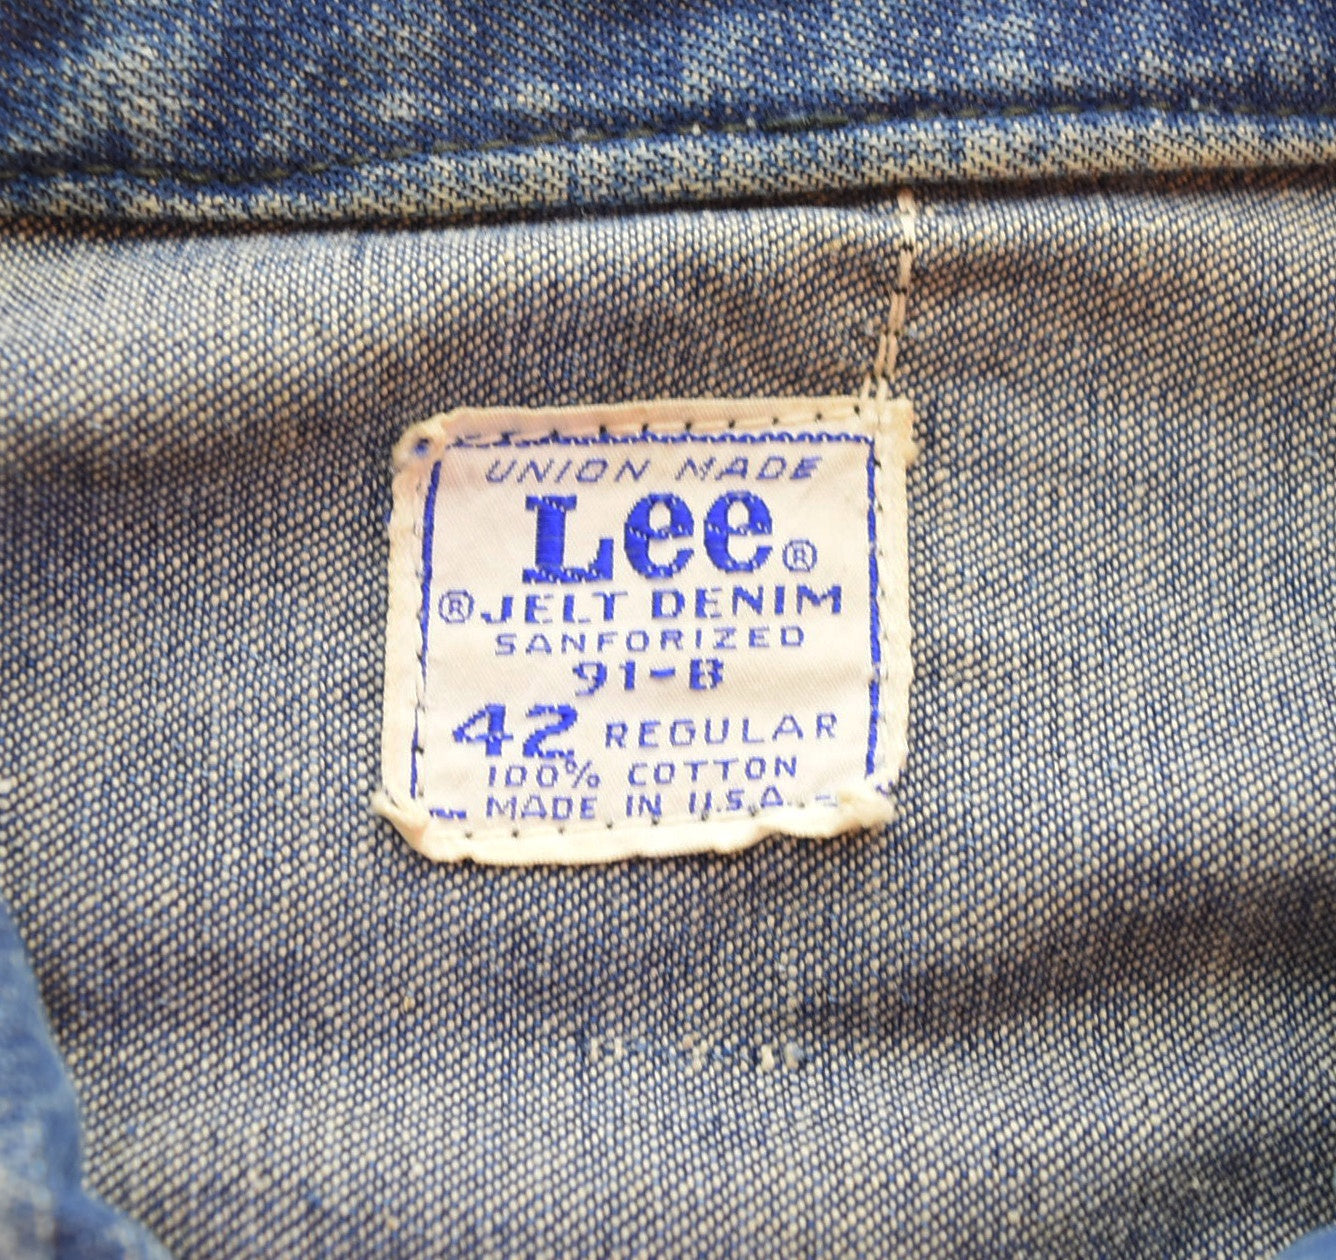 UNION MADE
Lee®
®JELT DENIM
SANFORIZED
91-B
42 REGULAR
100% COTTON
MADE IN U.S.A.